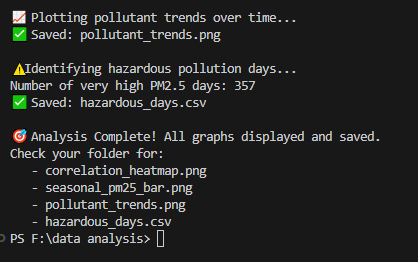 📈 Plotting pollutant trends over time...
✅ Saved: pollutant_trends.png
⚠️Identifying hazardous pollution days...
Number of very high PM2.5 days: 357
✅ Saved: hazardous_days.csv
🎯 Analysis Complete! All graphs displayed and saved.
Check your folder for:
- correlation_heatmap.png
- seasonal_pm25_bar.png
- pollutant_trends.png
- hazardous_days.csv
PS F:\data analysis>